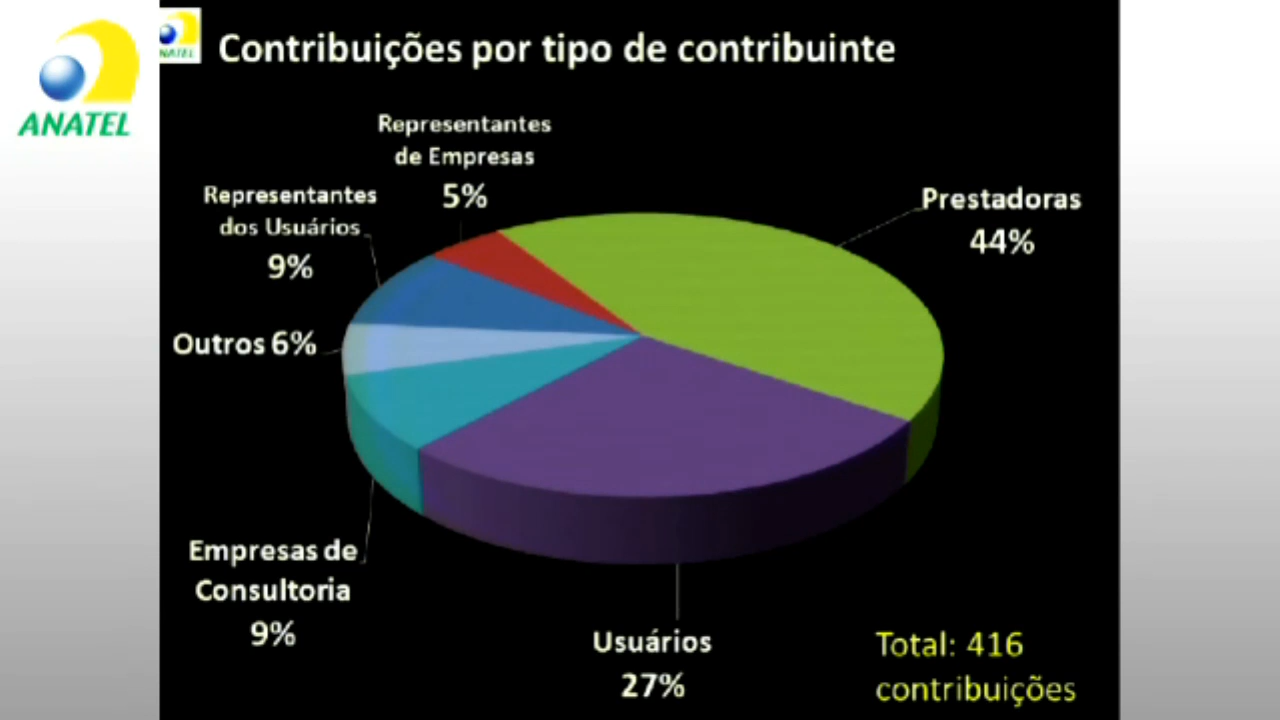 ANATEL
ANATEL
Contribuições por tipo de contribuinte
Representantes
de Empresas
5%
Representantes
dos Usuários
9%
Prestadoras
44%
Outros 6%
Empresas de
Consultoria
9%
Usuários
27%
Total: 416
contribuições